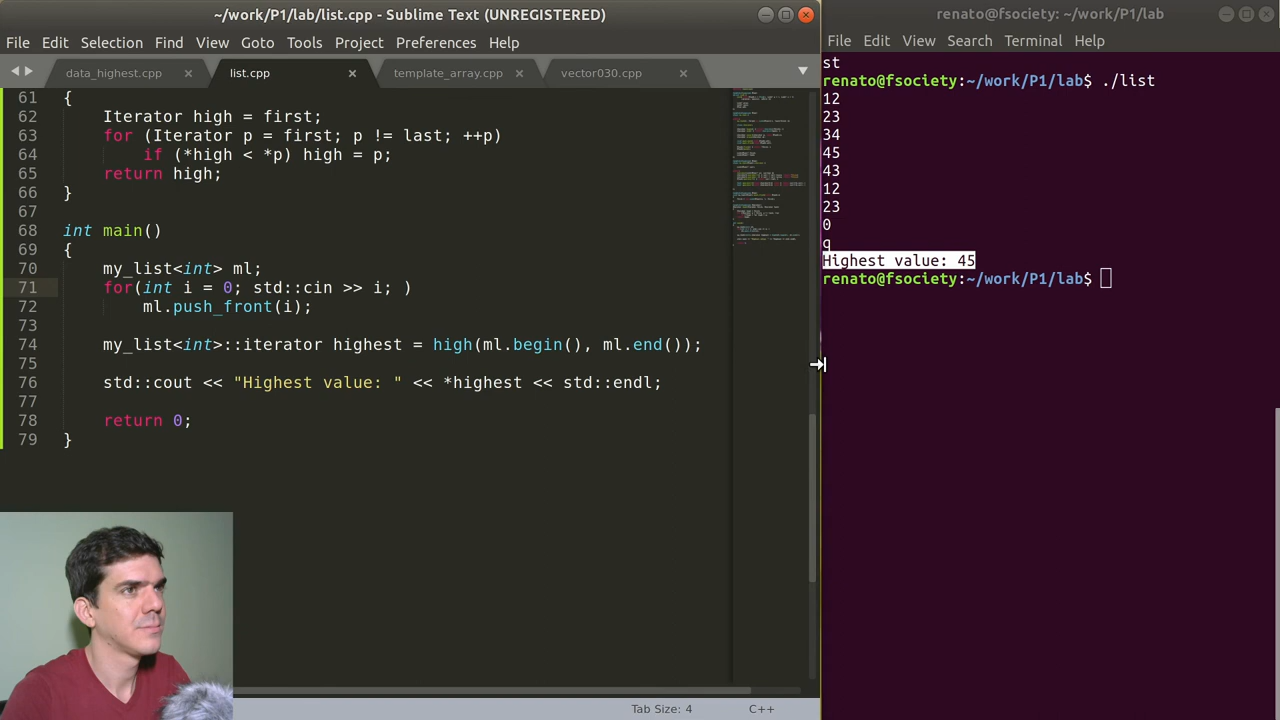 ~/work/P1/lab/list.cpp - Sublime Text (UNREGISTERED)
File Edit Selection Find View Goto Tools Project Preferences Help
data_highest.cpp × list.cpp × template_array.cpp × vector030.cpp ×
61 {
62 Iterator high = first;
63 for (Iterator p = first; p != last; ++p)
64 if (*high < *p) high = p;
65 return high;
66 }
67
68 int main()
69 {
70 my_list<int> ml;
71 for(int i = 0; std::cin >> i; )
72 ml.push_front(i);
73
74 my_list<int>::iterator highest = high(ml.begin(), ml.end());
75
76 std::cout << "Highest value: " << *highest << std::endl;
77
78 return 0;
79 }
Tab Size: 4 C++
renato@fsociety: ~/work/P1/lab
File Edit View Search Terminal Help
st
renato@fsociety:~/work/P1/lab$ ./list
12
23
34
45
43
12
23
0
q
Highest value: 45
renato@fsociety:~/work/P1/lab$